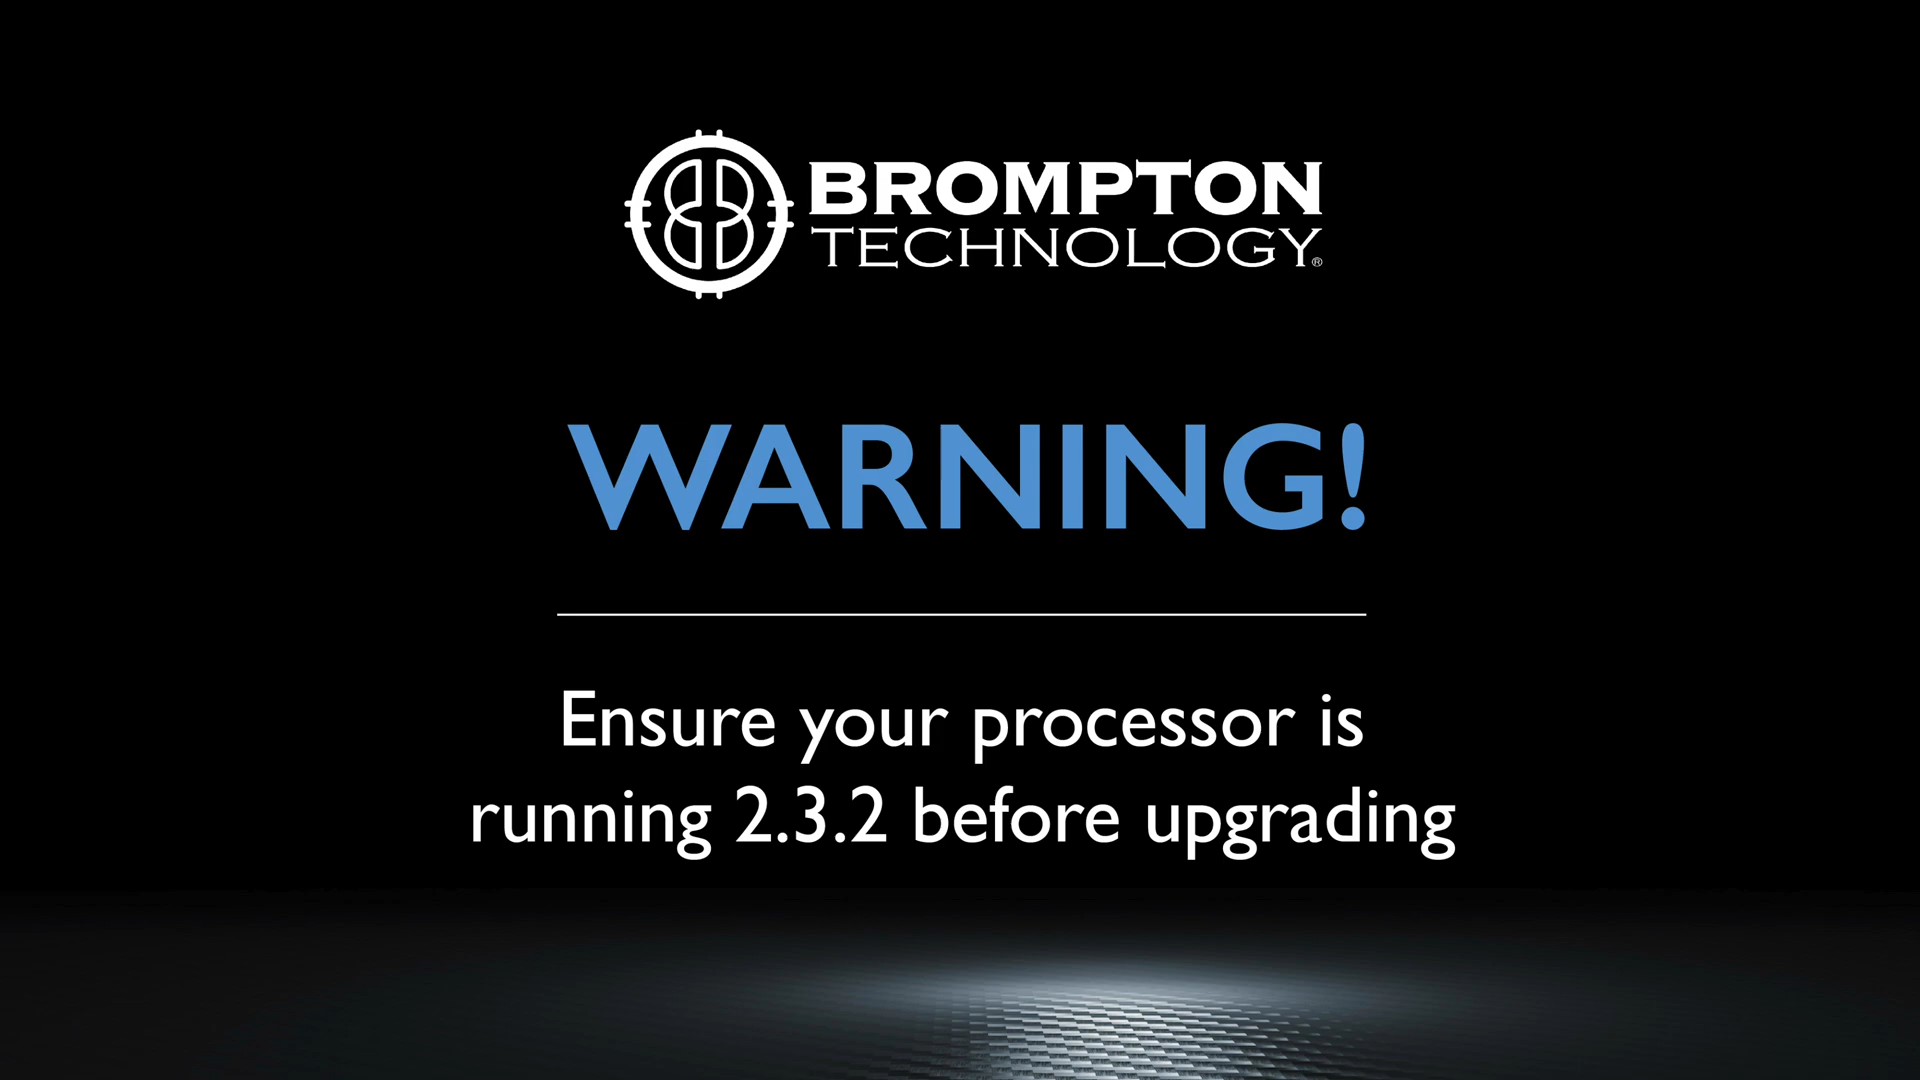 BROMPTON
TECHNOLOGY®
WARNING!
Ensure your processor is
running 2.3.2 before upgrading